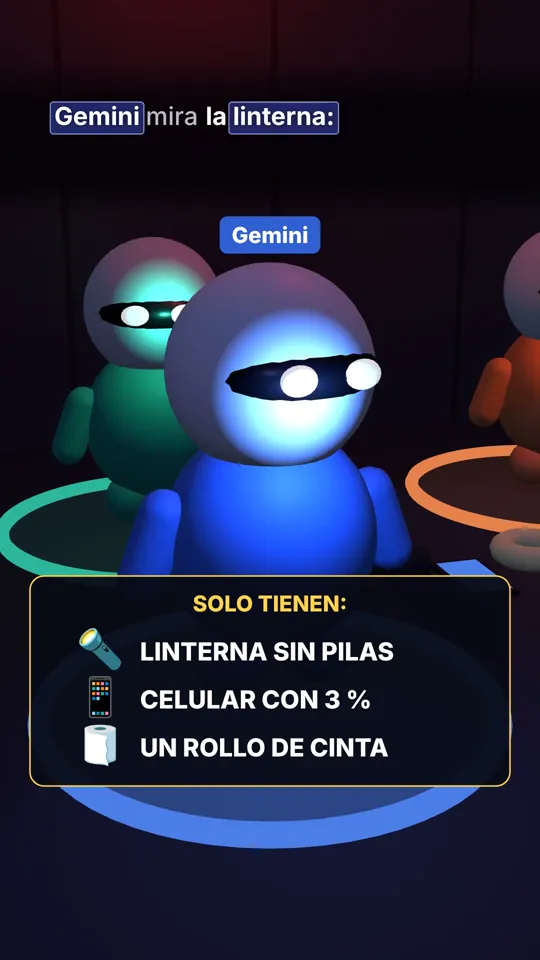 Gemini mira la linterna:
Gemini
SOLO TIENEN:
LINTERNA SIN PILAS
CELULAR CON 3 %
UN ROLLO DE CINTA